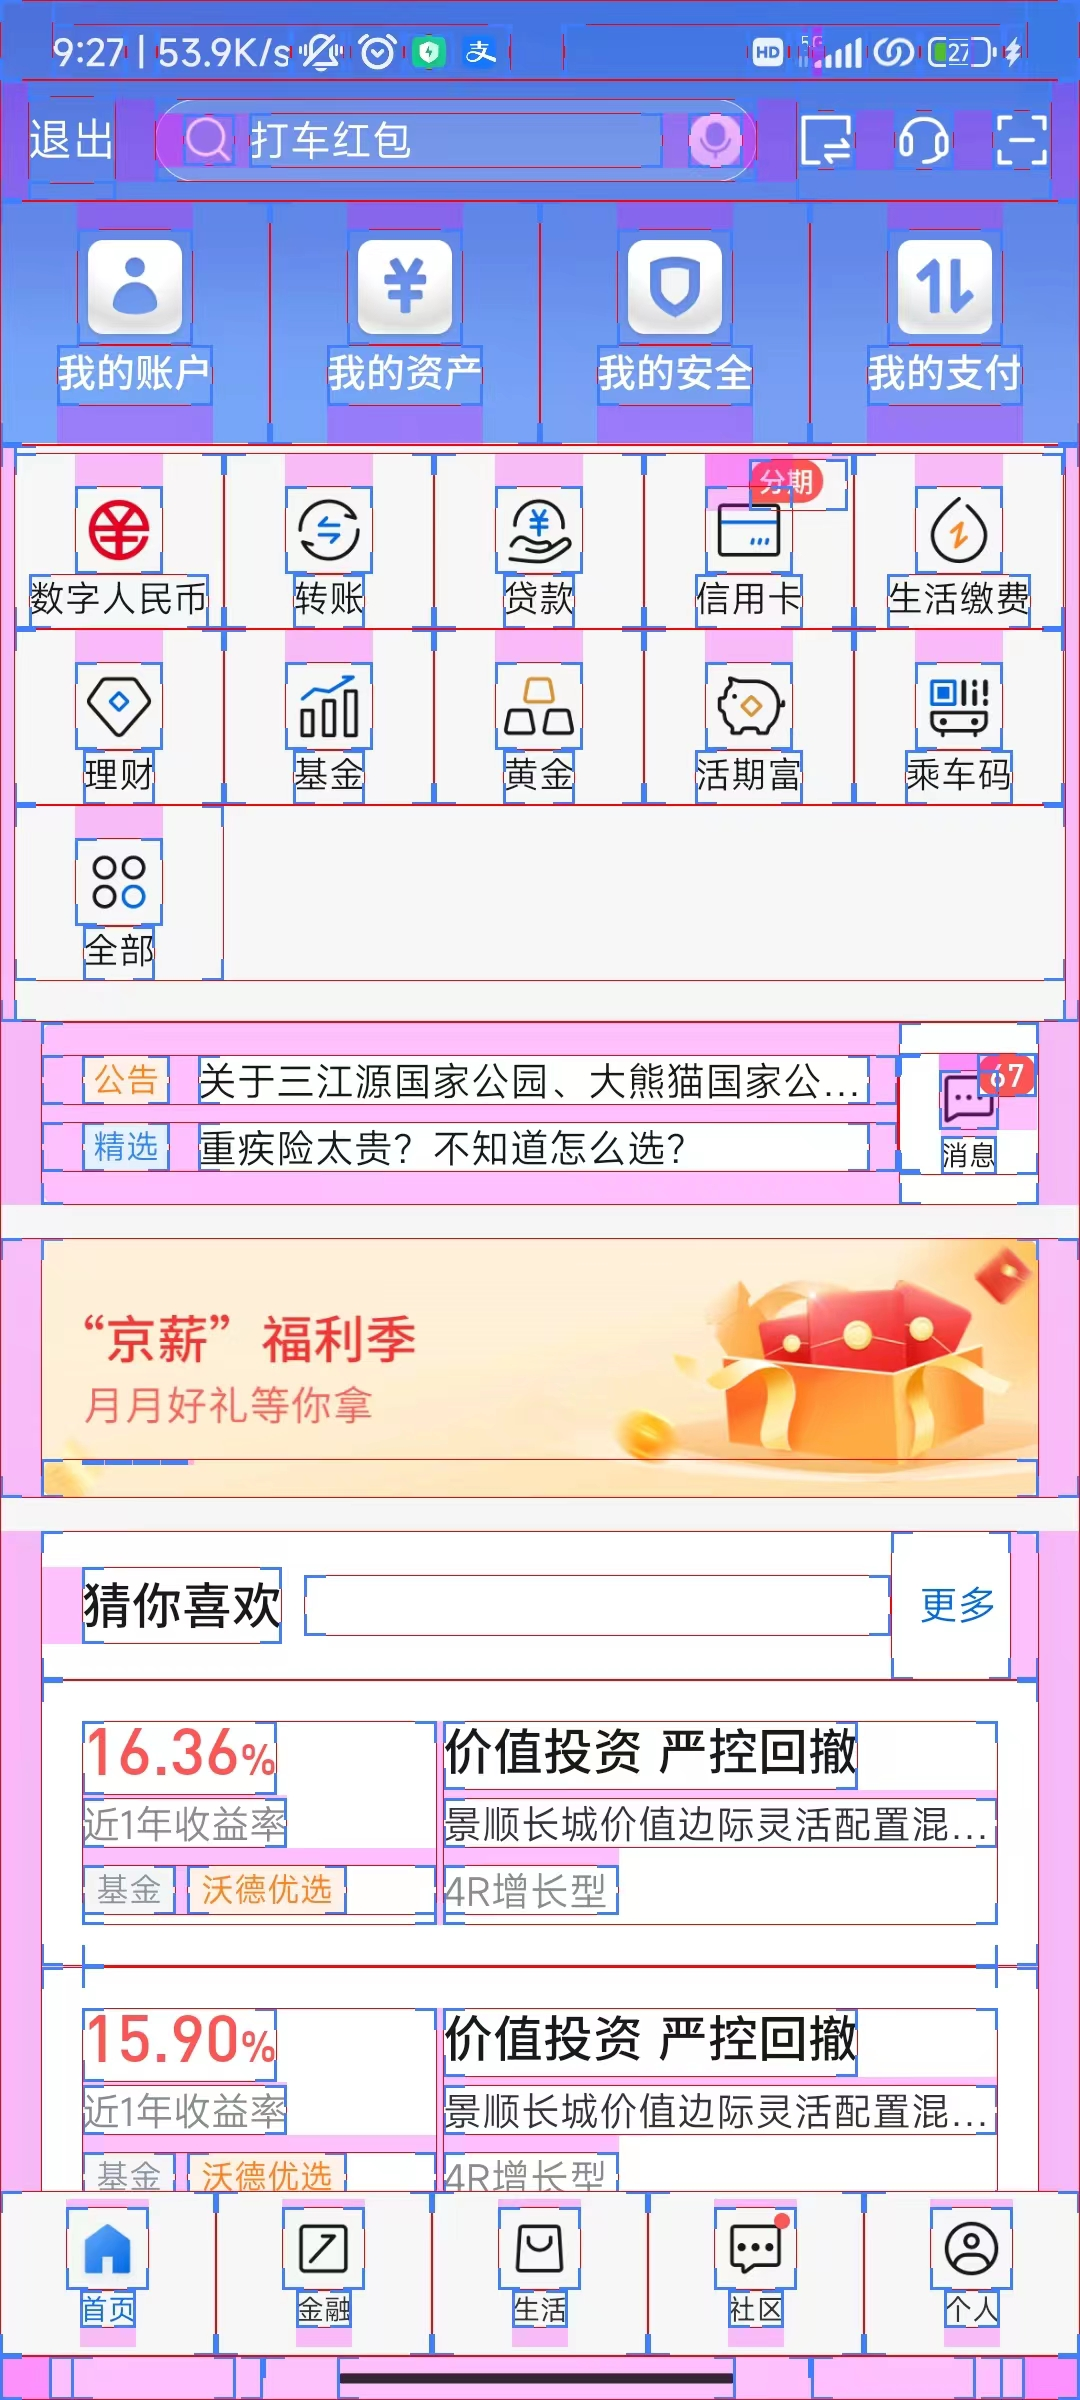 9:27 | 53.9K/s HD 5G 27
退出 打车红包
我的账户 我的资产 我的安全 我的支付
分期
数字人民币 转账 贷款 信用卡 生活缴费
理财 基金 黄金 活期富 乘车码
全部
公告 关于三江源国家公园、大熊猫国家公... 67
精选 重疾险太贵？不知道怎么选？ 消息
“京薪” 福利季
月月好礼等你拿
猜你喜欢 更多
16.36% 价值投资 严控回撤
近1年收益率 景顺长城价值边际灵活配置混...
基金 沃德优选 4R增长型
15.90% 价值投资 严控回撤
近1年收益率 景顺长城价值边际灵活配置混...
基金 沃德优选 4R增长型
首页 金融 生活 社区 个人